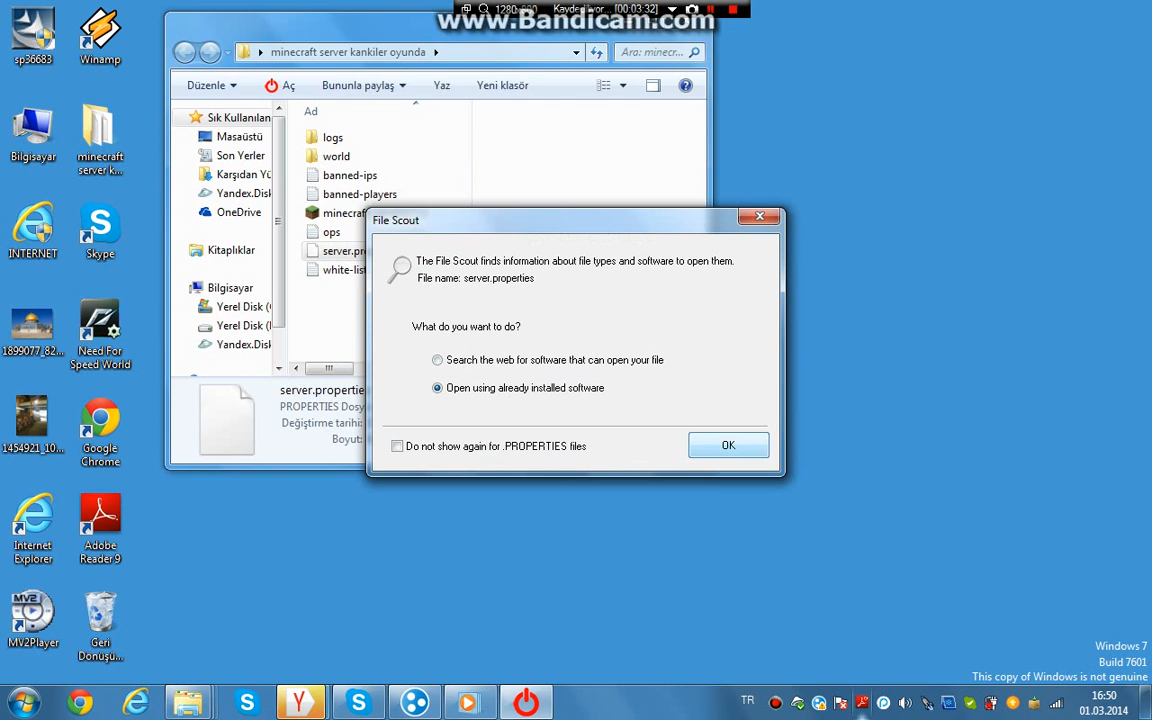 www.Bandicam.com
1280
Kaydediliyor...
[00:03:32]
sp36683
Winamp
Bilgisayar
minecraft
server k...
INTERNET
Skype
1899077_82...
Need For
Speed World
1454921_10...
Google
Chrome
Internet
Explorer
Adobe
Reader 9
MV2
MV2Player
Geri
Dönüşü...
minecraft server kankiler oyunda
Ara: minecr...
Düzenle
Aç
Bununla paylaş
Yaz
Yeni klasör
Ad
Sık Kullanılan
Masaüstü
Son Yerler
Karşıdan Yü
Yandex.Disk
OneDrive
Kitaplıklar
Bilgisayar
Yerel Disk (
Yerel Disk (
Yandex.Disk
logs
world
banned-ips
banned-players
minecraf
ops
server.pr
white-list
server.propertie
PROPERTIES Dosy
Değiştirme tarihi:
Boyut:
File Scout
The File Scout finds information about file types and software to open them.
File name: server.properties
What do you want to do?
Search the web for software that can open your file
Open using already installed software
Do not show again for .PROPERTIES files
OK
Windows 7
Build 7601
This copy of Windows is not genuine
TR
16:50
01.03.2014